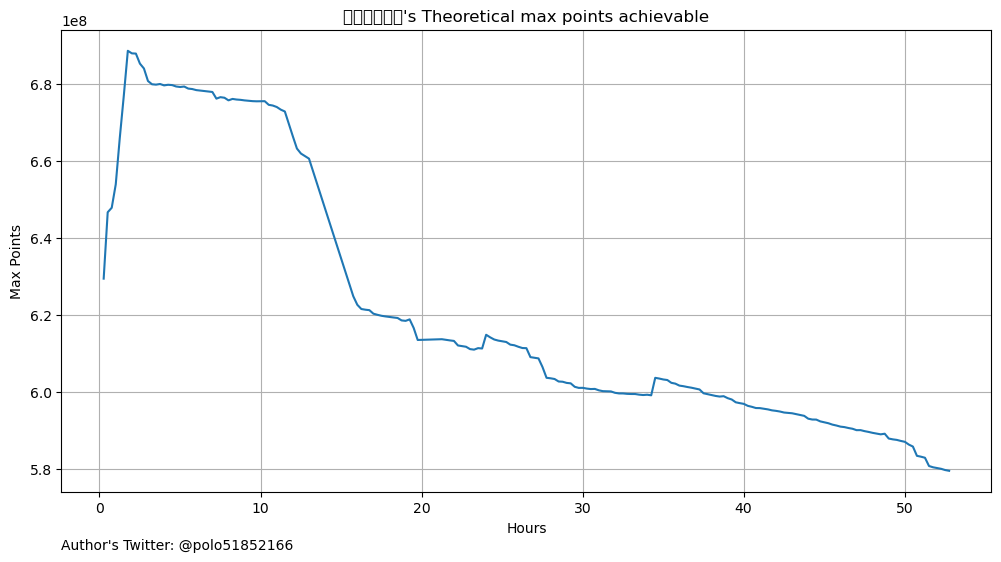 's Theoretical max points achievable
1e8
6.8
6.6
6.4
6.2
6.0
5.8
Max Points
0 10 20 30 40 50
Hours
Author's Twitter: @polo51852166